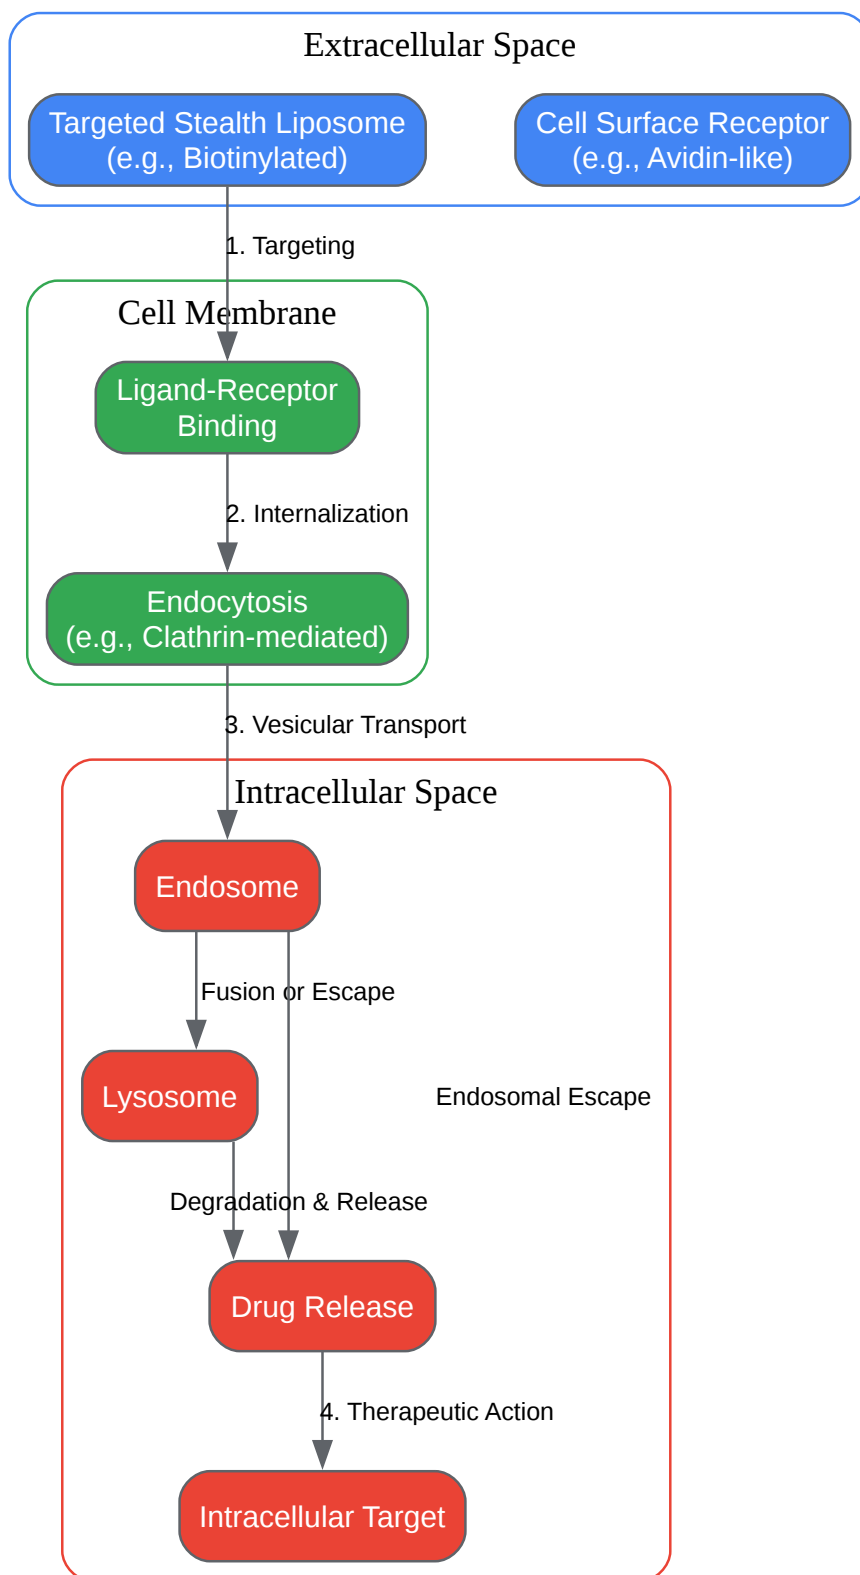 Extracellular Space
Targeted Stealth Liposome
(e.g., Biotinylated)
Cell Surface Receptor
(e.g., Avidin-like)
1. Targeting
Cell Membrane
Ligand-Receptor
Binding
2. Internalization
Endocytosis
(e.g., Clathrin-mediated)
3. Vesicular Transport
Intracellular Space
Endosome
Fusion or Escape
Lysosome
Endosomal Escape
Degradation & Release
Drug Release
4. Therapeutic Action
Intracellular Target